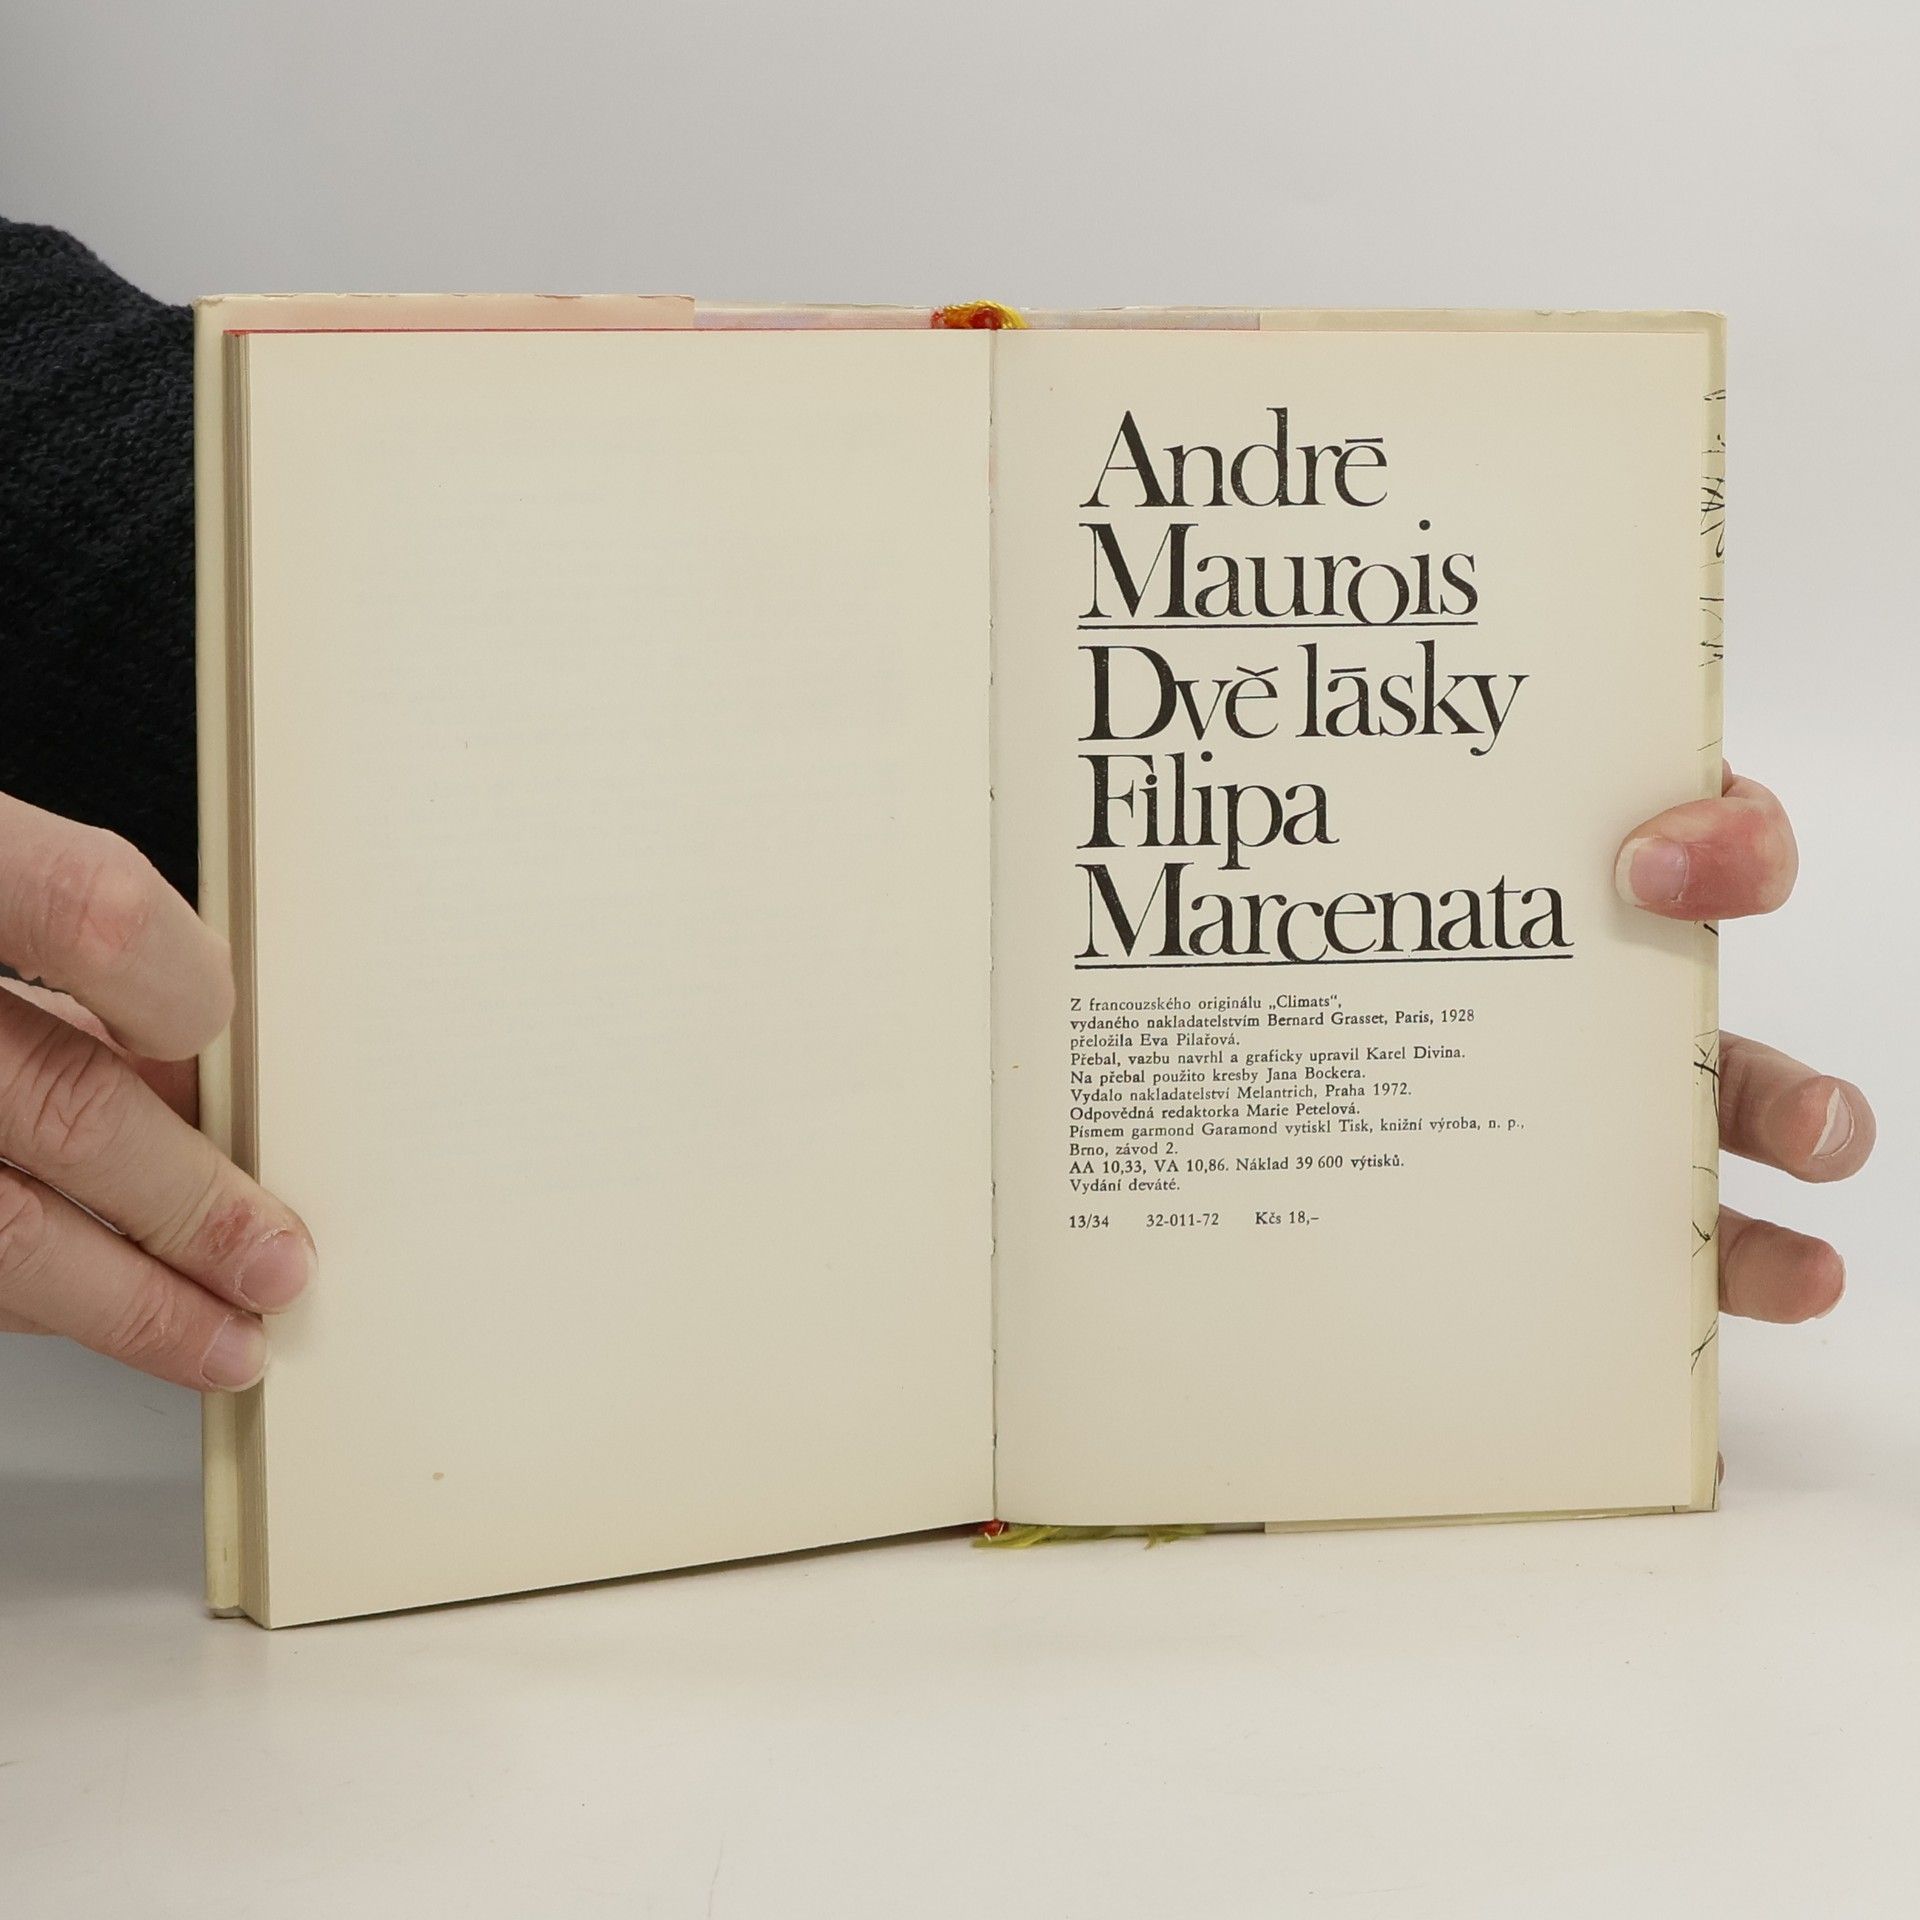 André
Maurois
Dvě lásky
Filipa
Marcenata
Z francouzského originálu „Climats“,
vydaného nakladatelstvím Bernard Grasset, Paris, 1928
přeložila Eva Pilařová.
Přebal, vazbu navrhl a graficky upravil Karel Divina.
Na přebal použito kresby Jana Bockera.
Vydalo nakladatelství Melantrich, Praha 1972.
Odpovědná redaktorka Marie Petelová.
Písmem garmond Garamond vytiskl Tisk, knižní výroba, n. p.,
Brno, závod 2.
AA 10,33, VA 10,86. Náklad 39 600 výtisků.
Vydání deváté.
13/34 32-011-72 Kčs 18,–